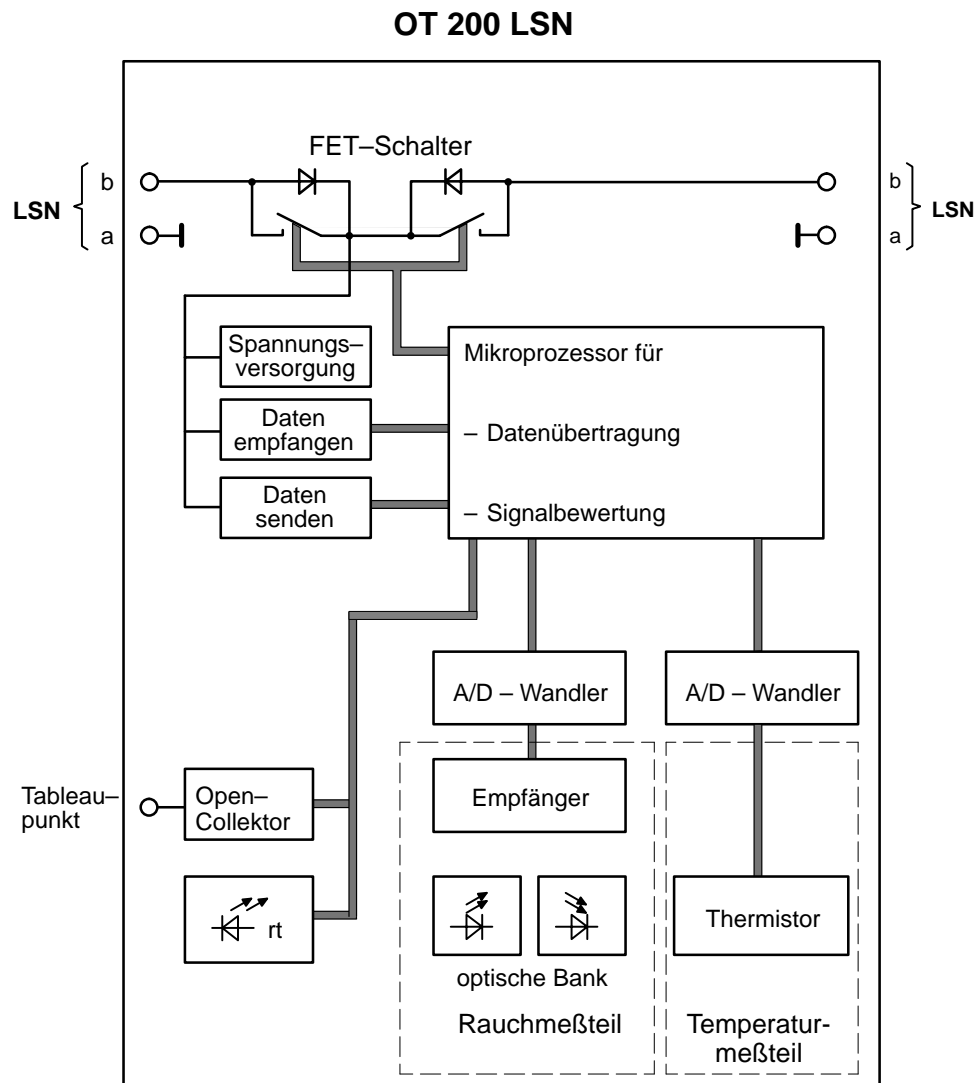 OT 200 LSN
FET–Schalter
b
b
LSN
LSN
a
a
Spannungs–
versorgung
Mikroprozessor für
Daten
empfangen
– Datenübertragung
Daten
senden
– Signalbewertung
A/D – Wandler
A/D – Wandler
Tableau–
punkt
Open–
Collektor
Empfänger
rt
Thermistor
optische Bank
Rauchmeßteil
Temperatur-
meßteil